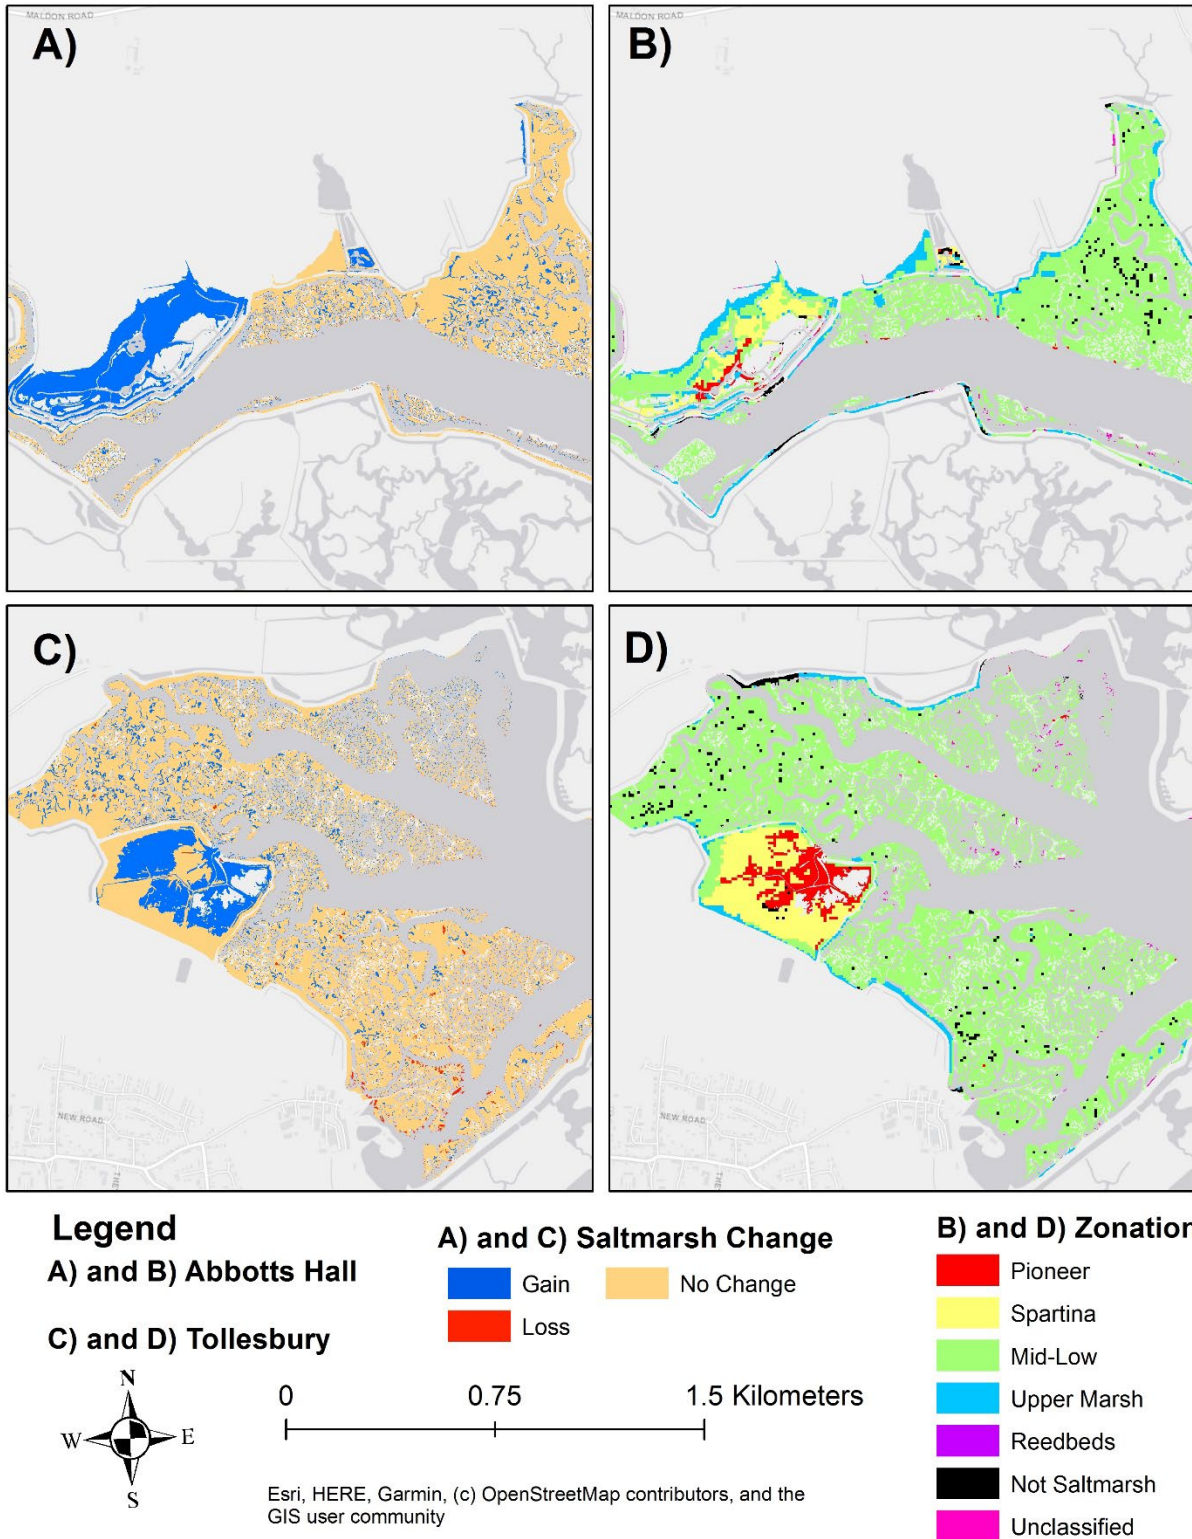 MALDON ROAD
A)
B)
C)
D)
NEW ROAD
Legend
A) and B) Abbotts Hall
C) and D) Tollesbury
A) and C) Saltmarsh Change
Gain
No Change
Loss
B) and D) Zonation
Pioneer
Spartina
Mid-Low
Upper Marsh
Reedbeds
Not Saltmarsh
Unclassified
N
W
E
S
0
0.75
1.5 Kilometers
Esri, HERE, Garmin, (c) OpenStreetMap contributors, and the
GIS user community
MALDON ROAD
NEW ROAD